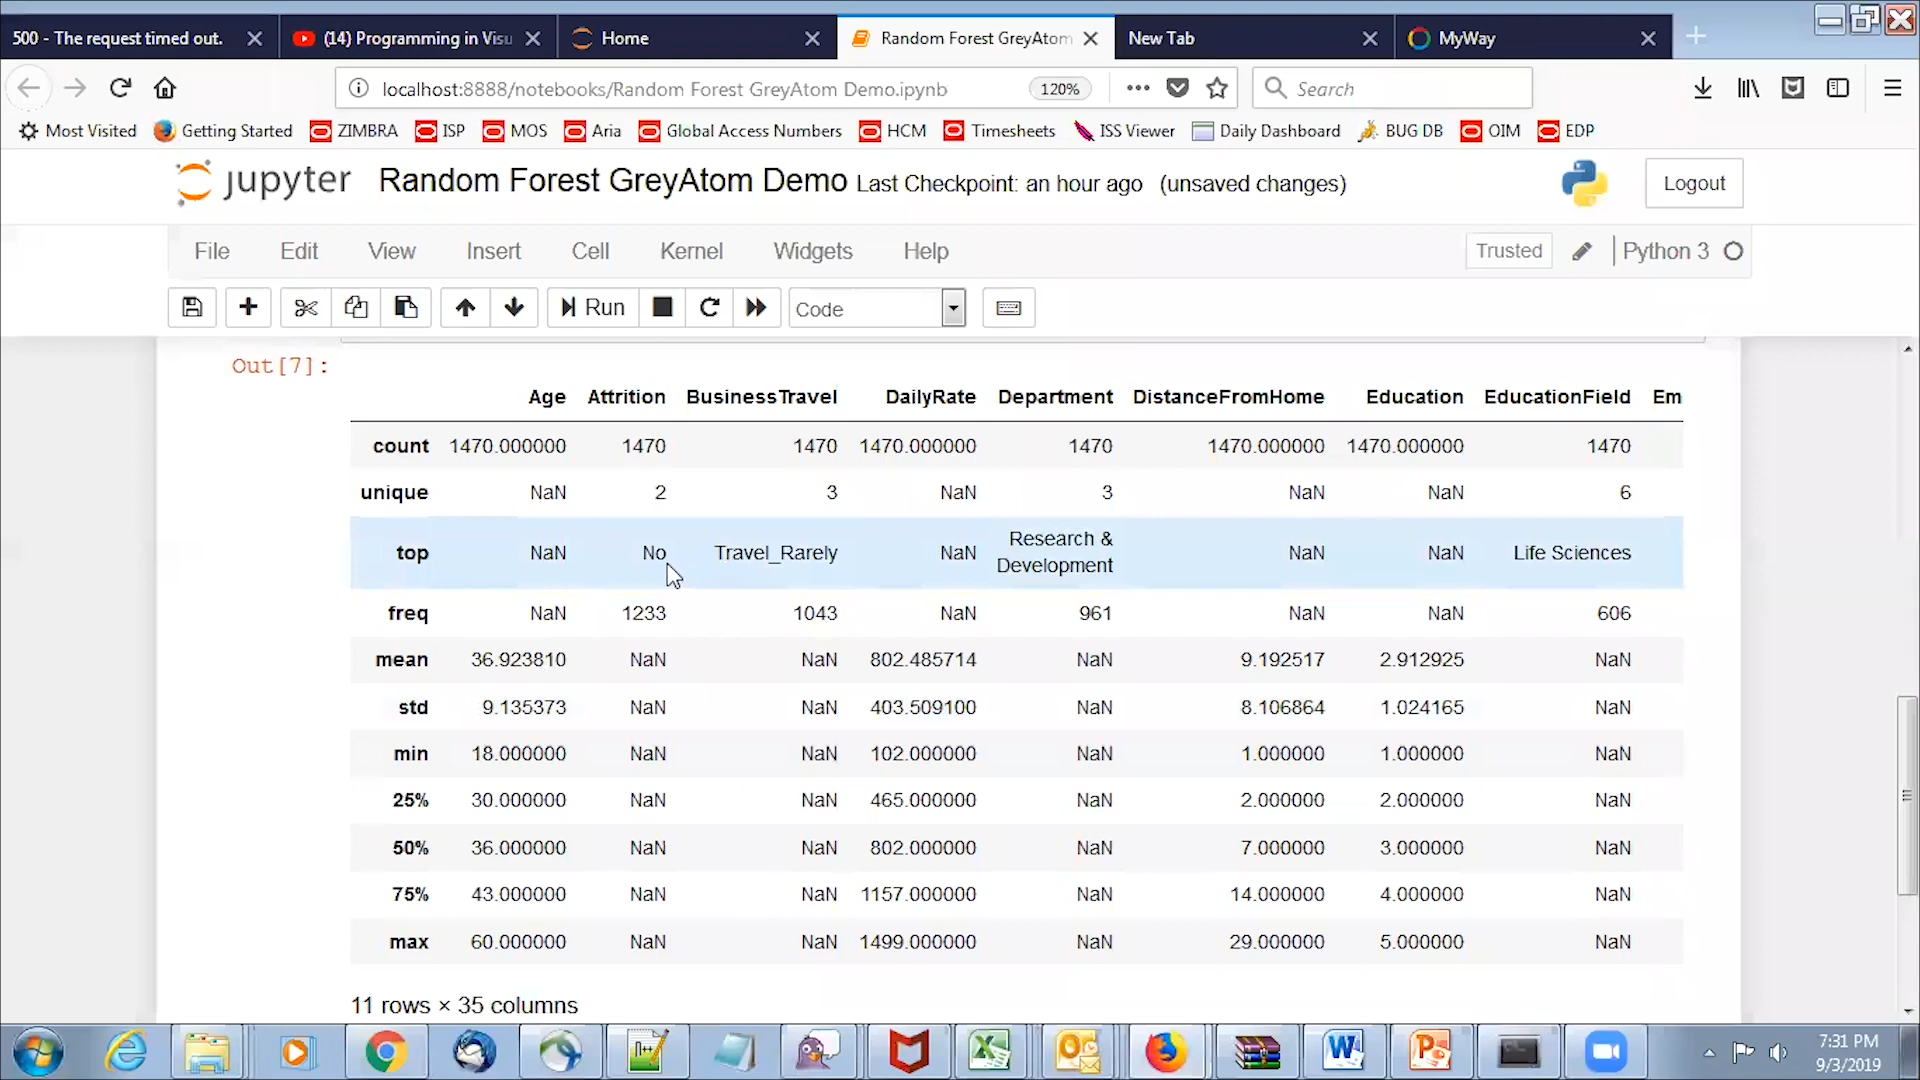 500 - The request timed out.
(14) Programming in Visu
Home
Random Forest GreyAtom
New Tab
MyWay
localhost:8888/notebooks/Random Forest GreyAtom Demo.ipynb
120%
Search
Most Visited
Getting Started
ZIMBRA
ISP
MOS
Aria
Global Access Numbers
HCM
Timesheets
ISS Viewer
Daily Dashboard
BUG DB
OIM
EDP
jupyter
Random Forest GreyAtom Demo Last Checkpoint: an hour ago (unsaved changes)
Logout
File Edit View Insert Cell Kernel Widgets Help
Trusted
Python 3
Run
Code
Out[7]:
Age Attrition BusinessTravel DailyRate Department DistanceFromHome Education EducationField Em
count 1470.000000 1470 1470 1470.000000 1470 1470.000000 1470.000000 1470
unique NaN 2 3 NaN 3 NaN NaN 6
top NaN No Travel_Rarely NaN Research & Development NaN NaN Life Sciences
freq NaN 1233 1043 NaN 961 NaN NaN 606
mean 36.923810 NaN NaN 802.485714 NaN 9.192517 2.912925 NaN
std 9.135373 NaN NaN 403.509100 NaN 8.106864 1.024165 NaN
min 18.000000 NaN NaN 102.000000 NaN 1.000000 1.000000 NaN
25% 30.000000 NaN NaN 465.000000 NaN 2.000000 2.000000 NaN
50% 36.000000 NaN NaN 802.000000 NaN 7.000000 3.000000 NaN
75% 43.000000 NaN NaN 1157.000000 NaN 14.000000 4.000000 NaN
max 60.000000 NaN NaN 1499.000000 NaN 29.000000 5.000000 NaN
11 rows × 35 columns
7:31 PM
9/3/2019